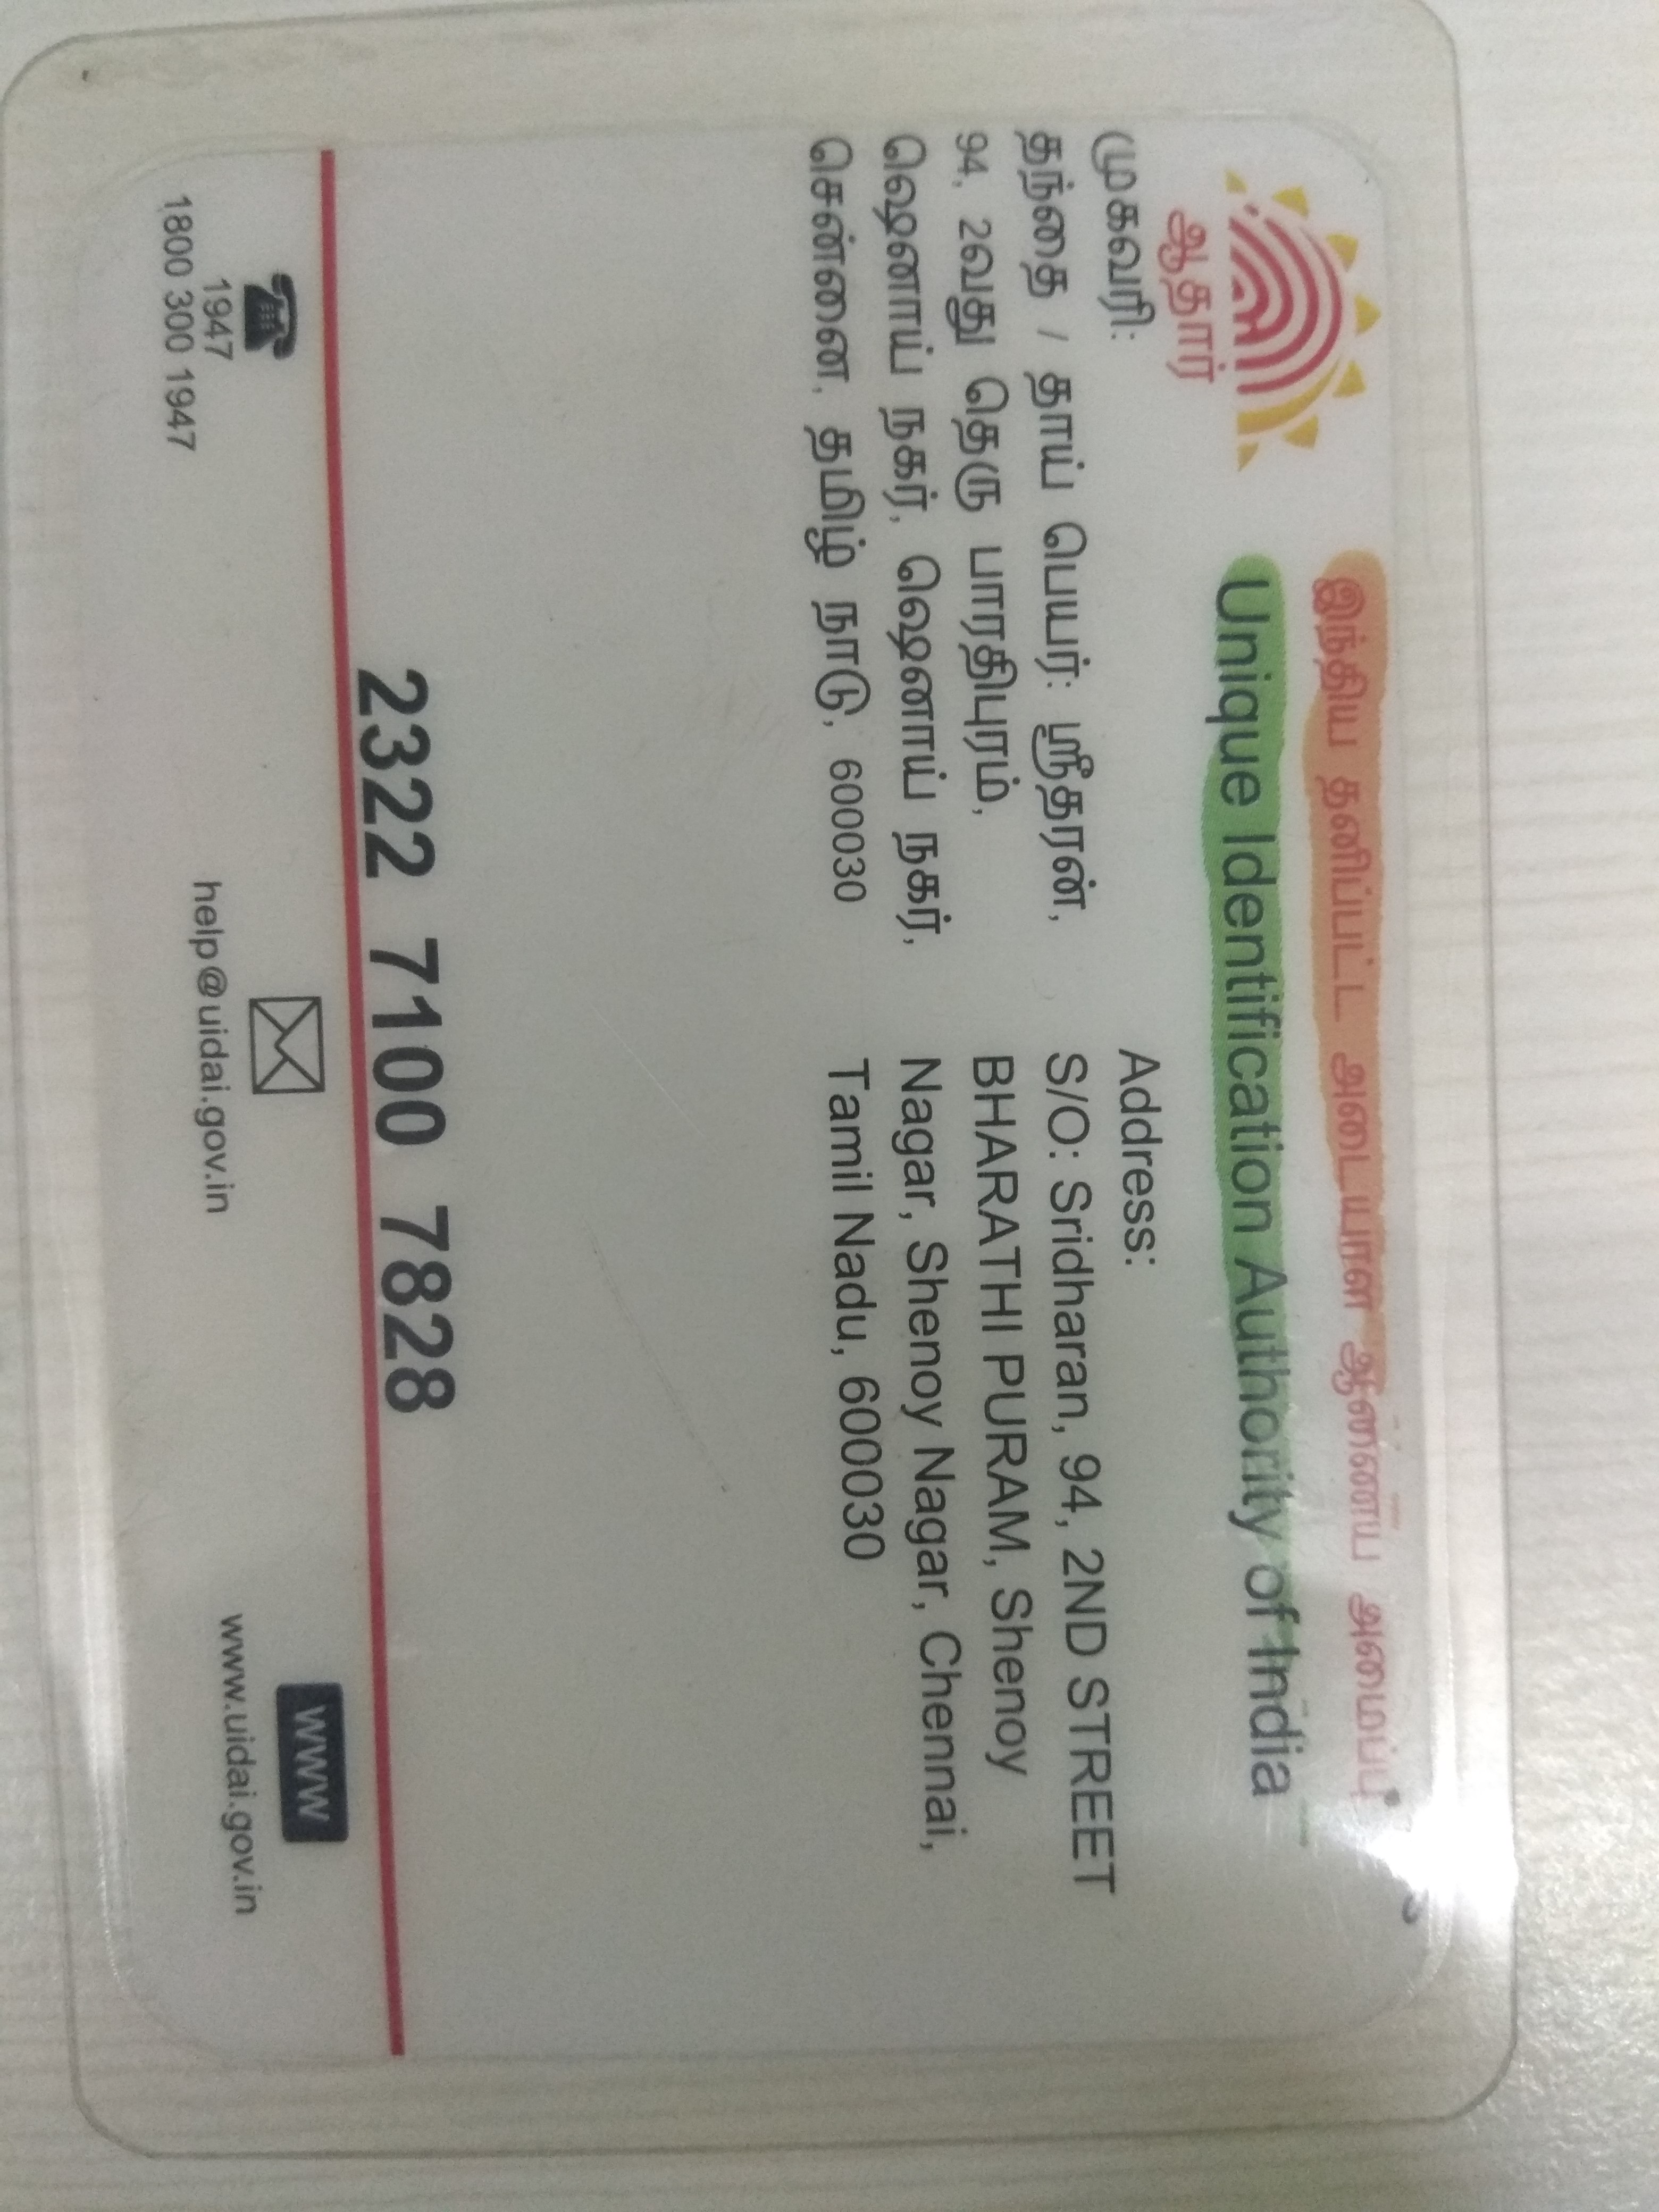 ஆதார்
இந்திய தனிப்பட்ட அடையாள ஆணைய அமைப்பு
Unique Identification Authority of India
முகவரி:
தந்தை / தாய் பெயர்: ஸ்ரீதரன்,
94, 2வது தெரு பாரதிபுரம்,
ஷெனாய் நகர், ஷெனாய் நகர்,
சென்னை, தமிழ் நாடு, 600030
Address:
S/O: Sridharan, 94, 2ND STREET
BHARATHI PURAM, Shenoy
Nagar, Shenoy Nagar, Chennai,
Tamil Nadu, 600030
2322 7100 7828
1947
1800 300 1947
help@uidai.gov.in
WWW
www.uidai.gov.in